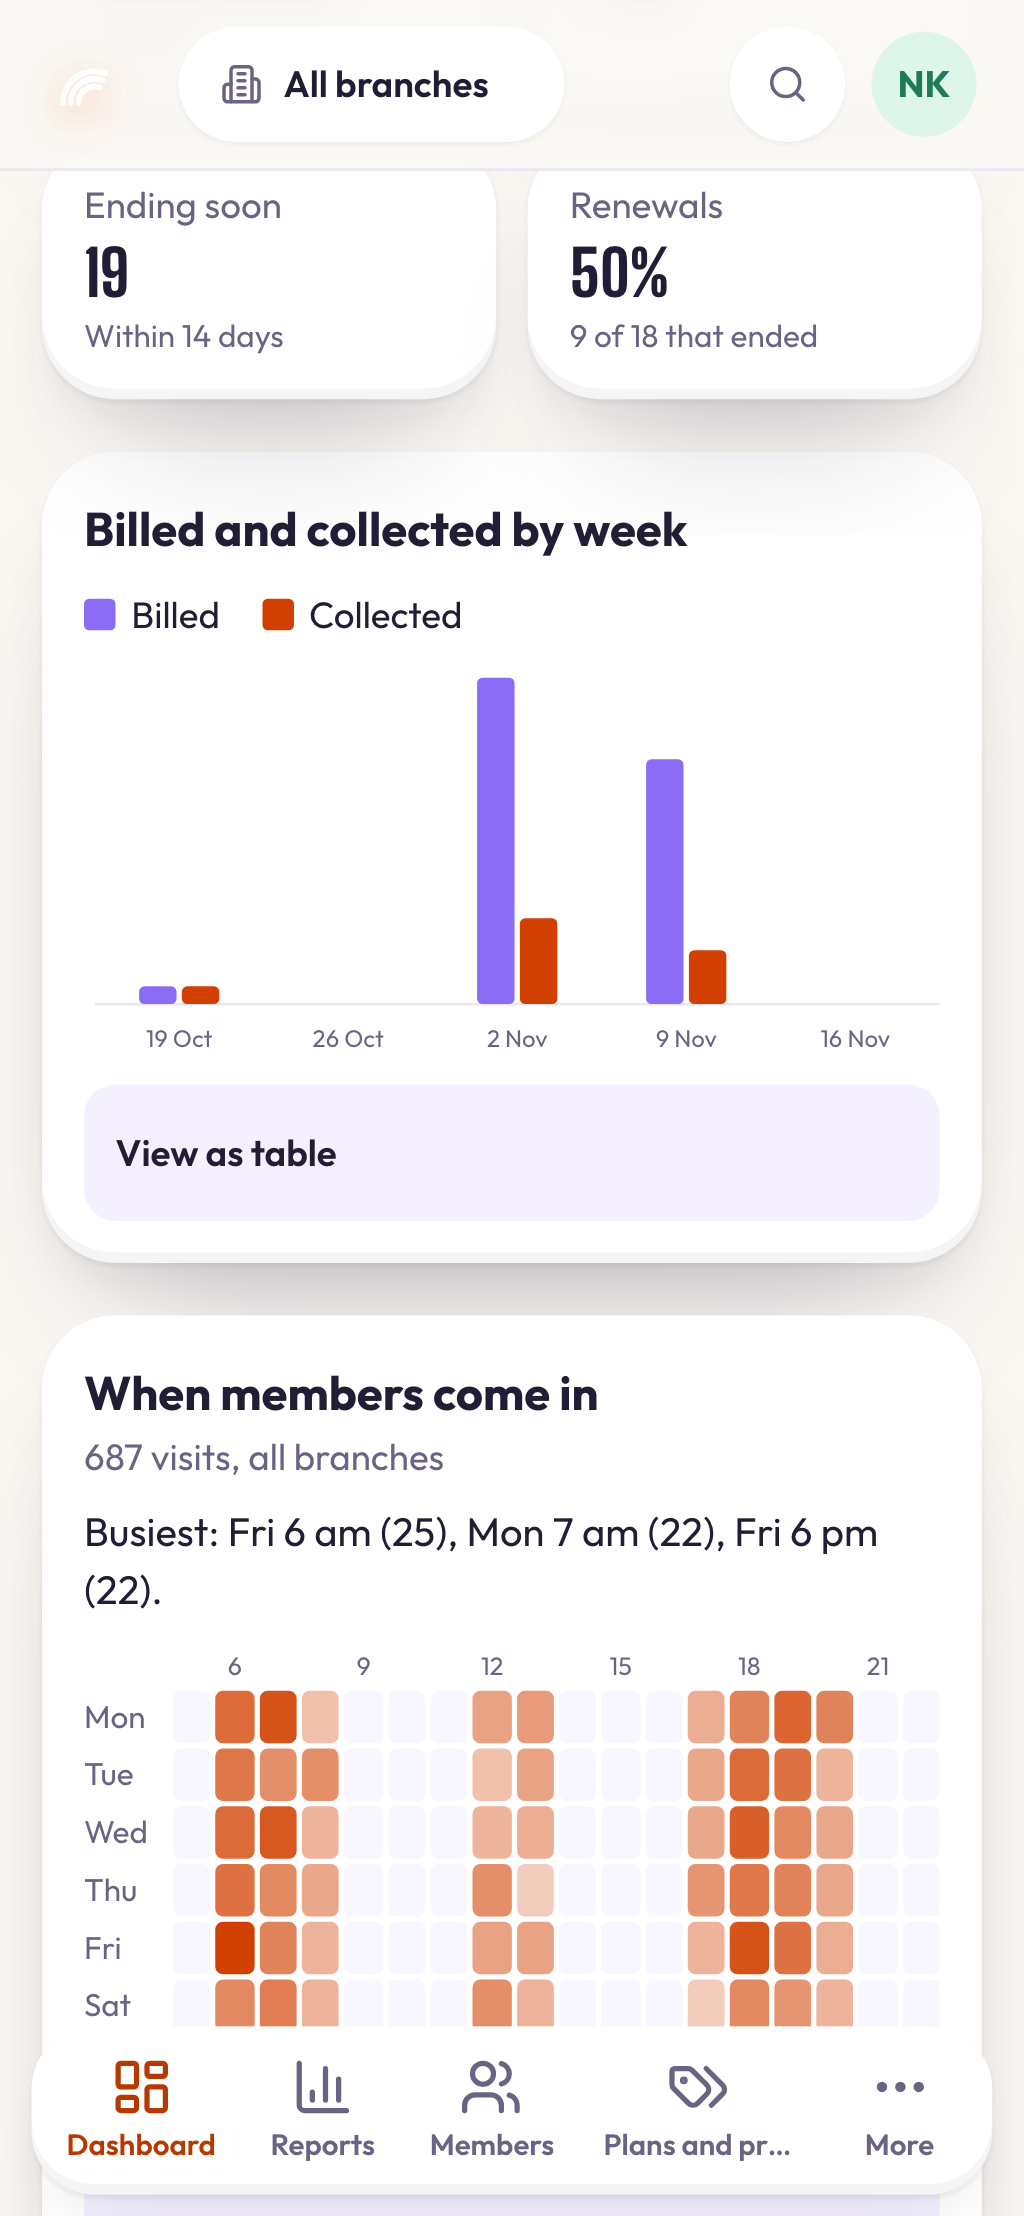 All branches
NK
Ending soon
19
Within 14 days
Renewals
50%
9 of 18 that ended
Billed and collected by week
Billed Collected
19 Oct 26 Oct 2 Nov 9 Nov 16 Nov
View as table
When members come in
687 visits, all branches
Busiest: Fri 6 am (25), Mon 7 am (22), Fri 6 pm
(22).
6 9 12 15 18 21
Mon
Tue
Wed
Thu
Fri
Sat
Dashboard Reports Members Plans and pr... More